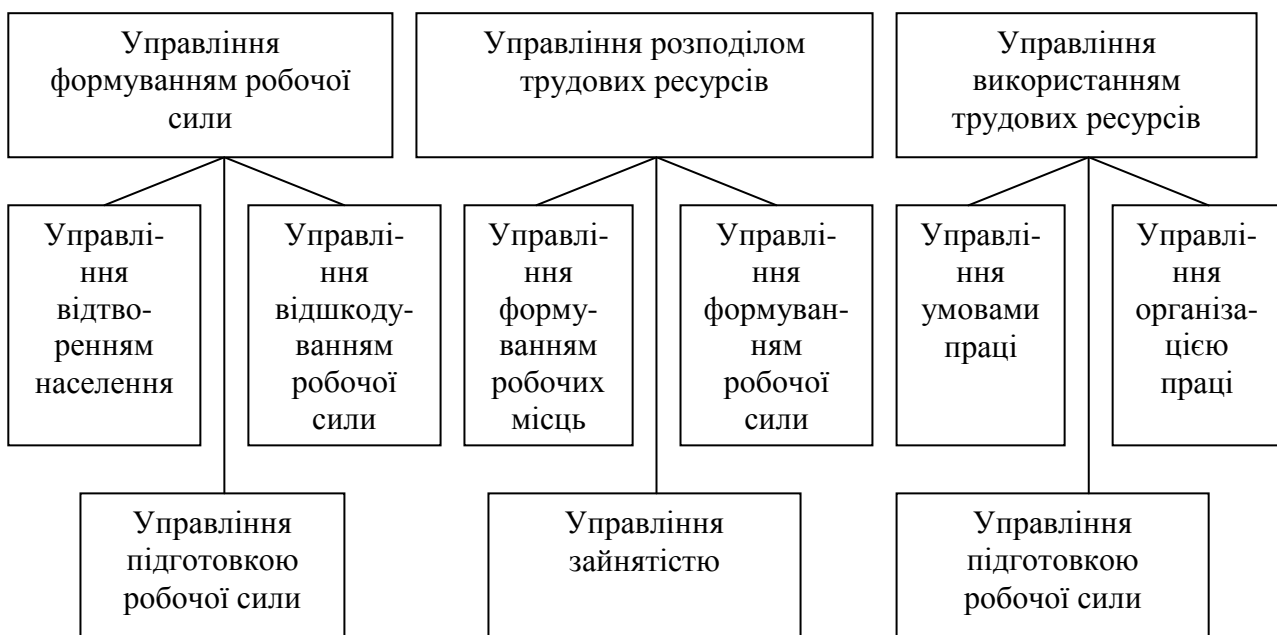 Управління
формуванням робочої
сили
Управління розподілом
трудових ресурсів
Управління
використанням
трудових ресурсів
Управлі-
ння
відтво-
ренням
населення
Управлі-
ння
відшкоду-
ванням
робочої
сили
Управлі-
ння
форму-
ванням
робочих
місць
Управлі-
ння
формуван-
ням
робочої
сили
Управлі-
ння
умовами
праці
Управлі-
ння
організа-
цією
праці
Управління
підготовкою
робочої сили
Управління
зайнятістю
Управління
підготовкою
робочої сили